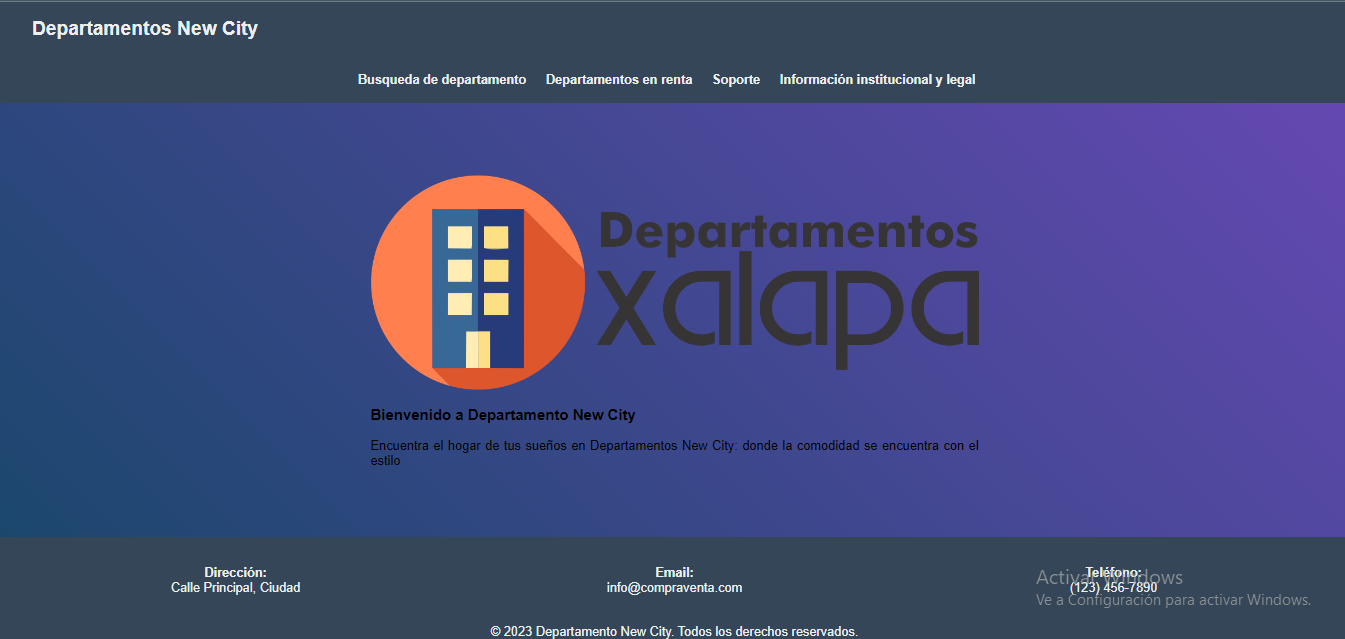 Departamentos New City
Busqueda de departamento Departamentos en renta Soporte Información institucional y legal
Departamentos
xalapa
Bienvenido a Departamento New City
Encuentra el hogar de tus sueños en Departamentos New City: donde la comodidad se encuentra con el
estilo
Dirección:
Calle Principal, Ciudad
Email:
info@compraventa.com
Teléfono:
(123) 456-7890
Activar Windows
Ve a Configuración para activar Windows.
© 2023 Departamento New City. Todos los derechos reservados.